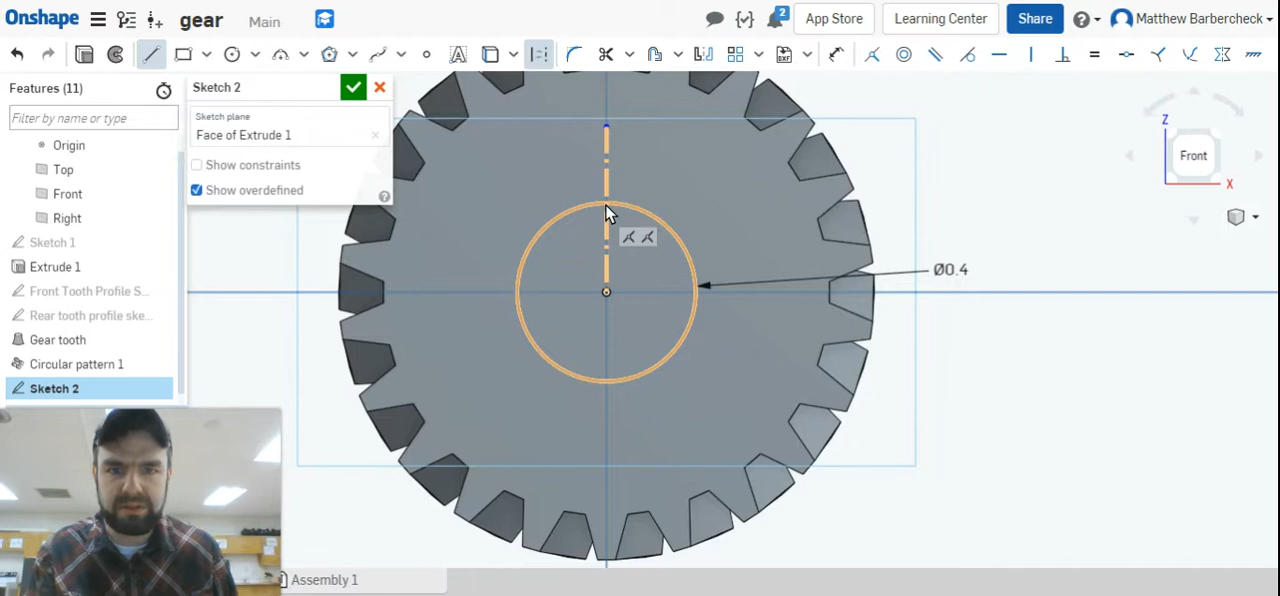 Onshape
gear
Main
2
App Store
Learning Center
Share
Matthew Barbercheck
Features (11)
Filter by name or type
Origin
Top
Front
Right
Sketch 1
Extrude 1
Front Tooth Profile S...
Rear tooth profile ske...
Gear tooth
Circular pattern 1
Sketch 2
Sketch 2
Sketch plane
Face of Extrude 1
Show constraints
Show overdefined
Ø0.4
Z
Front
X
Assembly 1